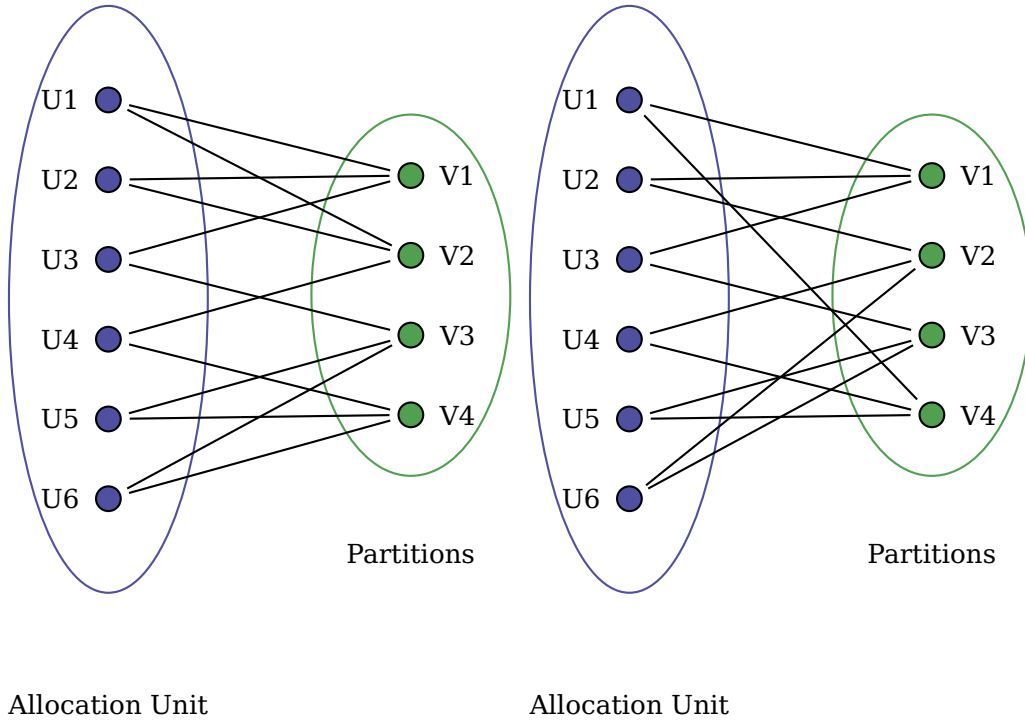 U1
U2
U3
U4
U5
U6
V1
V2
V3
V4
Partitions
Allocation Unit
U1
U2
U3
U4
U5
U6
V1
V2
V3
V4
Partitions
Allocation Unit